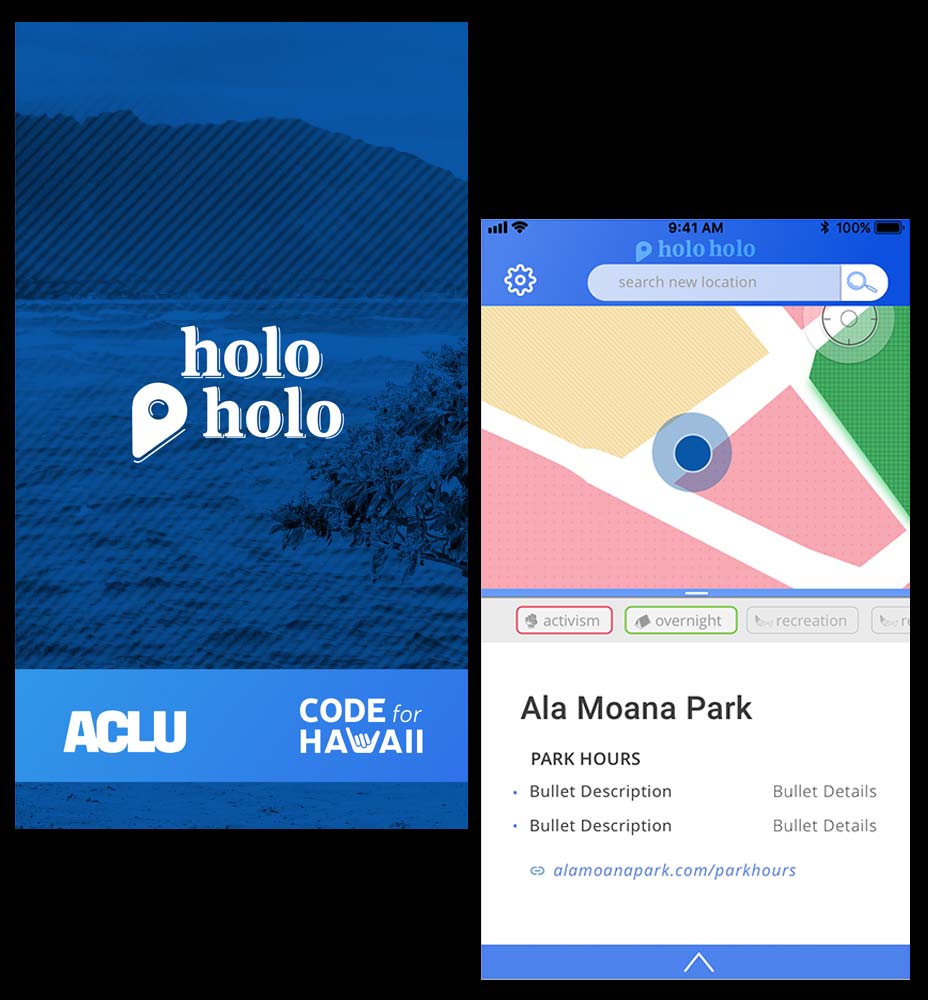 holo
holo
ACLU
CODE for
HAWAII
9:41 AM
100%
holo holo
search new location
activism
overnight
recreation
Ala Moana Park
PARK HOURS
Bullet Description
Bullet Details
Bullet Description
Bullet Details
alamoanapark.com/parkhours